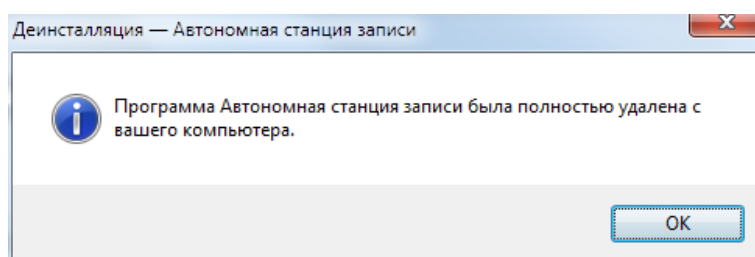 Деинсталляция — Автономная станция записи
Программа Автономная станция записи была полностью удалена с
вашего компьютера.
OK